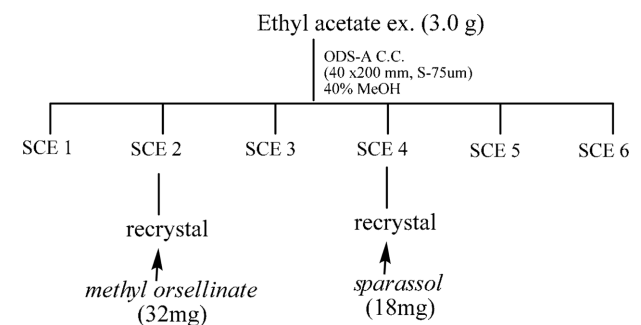 Ethyl acetate ex. (3.0 g)
ODS-A C.C.
(40 x200 mm, S-75um)
40% MeOH
SCE 1 SCE 2 SCE 3 SCE 4 SCE 5 SCE 6
recrystal recrystal
methyl orsellinate sparassol
(32mg) (18mg)